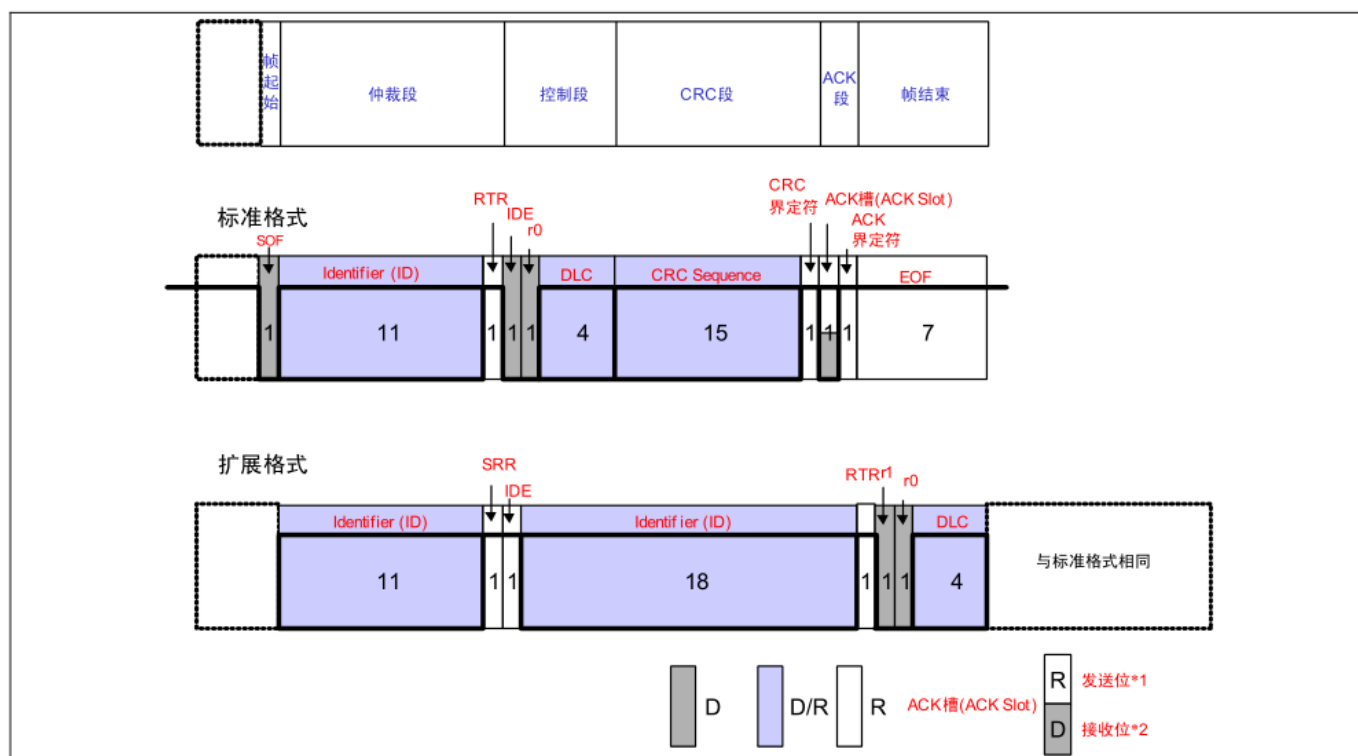 帧起始 仲裁段 控制段 CRC段 ACK段 帧结束
标准格式
RTR
IDE
r0
CRC
界定符
ACK槽(ACK Slot)
ACK
界定符
SOF
Identifier (ID) DLC CRC Sequence EOF
1 11 1 1 1 4 15 1 1 1 7
扩展格式
SRR
IDE
RTR r1
r0
Identifier (ID) Identifier (ID) DLC
11 1 1 18 1 1 1 4 与标准格式相同
D D/R R ACK槽(ACK Slot)
R 发送位*1
D 接收位*2